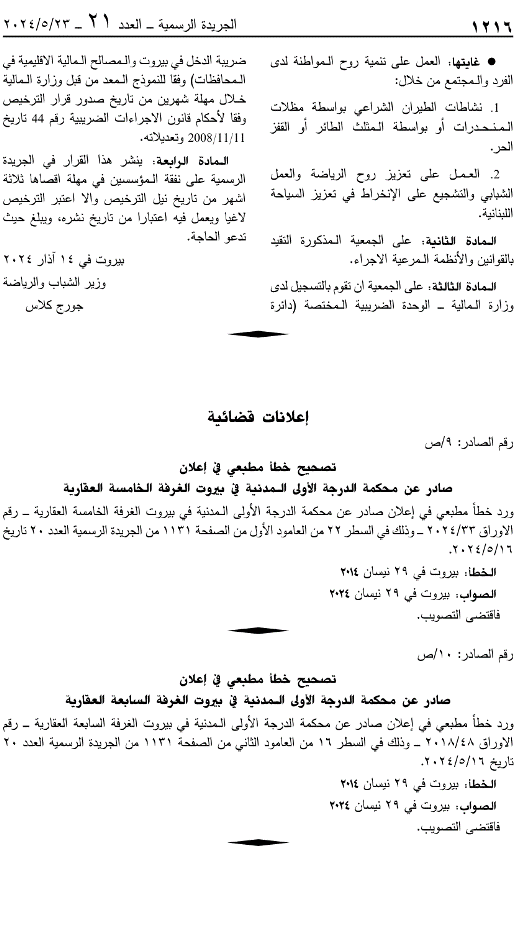 ١٢١٦
الجريدة الرسمية ـ العدد ٢١ ـ ٢٠٢٤/٥/٢٣
● غايتها: العمل على تنمية روح المواطنة لدى
الفرد والمجتمع من خلال:
1. نشاطات الطيران الشراعي بواسطة مظلات
المنحدرات أو بواسطة المثلث الطائر أو القفز
الحر.
2. العمل على تعزيز روح الرياضة والعمل
الشبابي والتشجيع على الإنخراط في تعزيز السياحة
اللبنانية.
المادة الثانية: على الجمعية المذكورة التقيد
بالقوانين والأنظمة المرعية الاجراء.
المادة الثالثة: على الجمعية ان تقوم بالتسجيل لدى
وزارة المالية ـ الوحدة الضريبية المختصة (دائرة
ضريبة الدخل في بيروت والمصالح المالية الاقليمية في
المحافظات) وفقا للنموذج المعد من قبل وزارة المالية
خلال مهلة شهرين من تاريخ صدور قرار الترخيص
وفقا لأحكام قانون الاجراءات الضريبية رقم 44 تاريخ
2008/11/11 وتعديلاته.
المادة الرابعة: ينشر هذا القرار في الجريدة
الرسمية على نفقة المؤسسين في مهلة اقصاها ثلاثة
اشهر من تاريخ نيل الترخيص والا اعتبر الترخيص
لاغيا ويعمل فيه اعتبارا من تاريخ نشره، ويبلغ حيث
تدعو الحاجة.
بيروت في ١٤ آذار ٢٠٢٤
وزير الشباب والرياضة
جورج كلاس
إعلانات قضائية
رقم الصادر: ٩/ص
تصحيح خطأ مطبعي في إعلان
صادر عن محكمة الدرجة الأولى المدنية في بيروت الغرفة الخامسة العقارية
ورد خطأ مطبعي في إعلان صادر عن محكمة الدرجة الأولى المدنية في بيروت الغرفة الخامسة العقارية ـ رقم
الاوراق ٢٠٢٤/٣٣ ـ وذلك في السطر ٢٢ من العامود الأول من الصفحة ١١٣١ من الجريدة الرسمية العدد ٢٠ تاريخ
٢٠٢٤/٥/١٦.
الخطأ: بيروت في ٢٩ نيسان ٢٠١٤
الصواب: بيروت في ٢٩ نيسان ٢٠٢٤
فاقتضى التصويب.
رقم الصادر: ١٠/ص
تصحيح خطأ مطبعي في إعلان
صادر عن محكمة الدرجة الأولى المدنية في بيروت الغرفة السابعة العقارية
ورد خطأ مطبعي في إعلان صادر عن محكمة الدرجة الأولى المدنية في بيروت الغرفة السابعة العقارية ـ رقم
الاوراق ٢٠١٨/٤٨ ـ وذلك في السطر ١٦ من العامود الثاني من الصفحة ١١٣١ من الجريدة الرسمية العدد ٢٠
تاريخ ٢٠٢٤/٥/١٦.
الخطأ: بيروت في ٢٩ نيسان ٢٠١٤
الصواب: بيروت في ٢٩ نيسان ٢٠٢٤
فاقتضى التصويب.